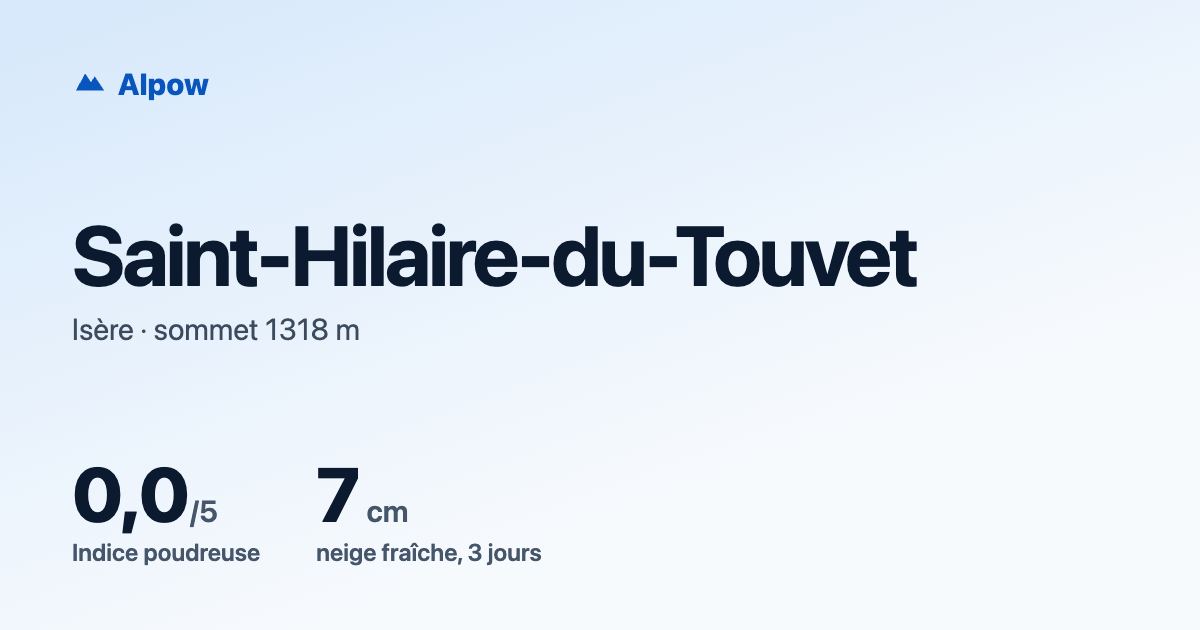 Alpow
Saint-Hilaire-du-Touvet
Isère · sommet 1318 m
0,0/5
Indice poudreuse
7 cm
neige fraîche, 3 jours